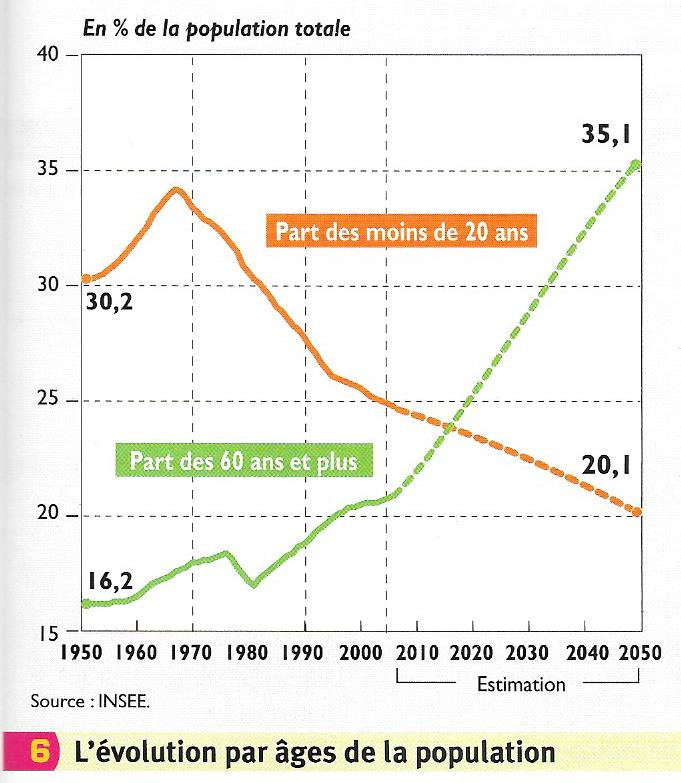 En % de la population totale
40
35,1
35
Part des moins de 20 ans
30
30,2
25
Part des 60 ans et plus
20,1
20
16,2
15
1950 1960 1970 1980 1990 2000 2010 2020 2030 2040 2050
Estimation
Source : INSEE.
6 L'évolution par âges de la population